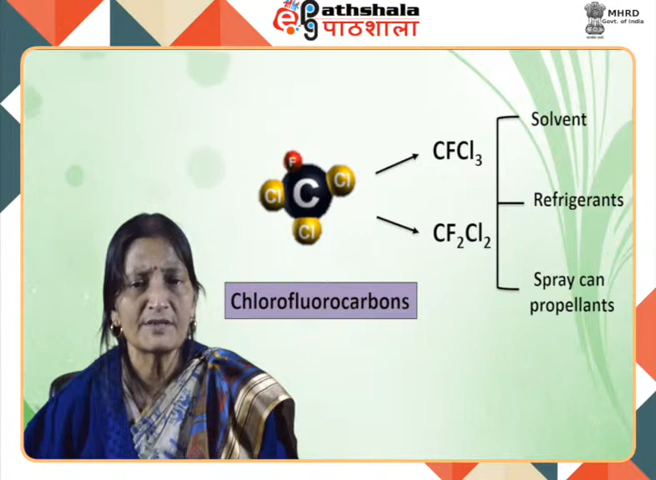 e Pathshala
पाठशाला
MHRD
Govt. of India
F
Cl
C
Cl
Cl
CFCl₃
CF₂Cl₂
Solvent
Refrigerants
Spray can
propellants
Chlorofluorocarbons